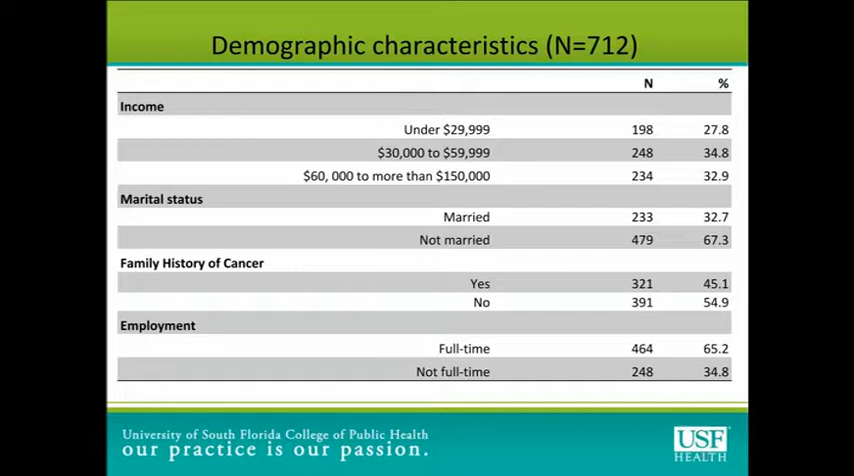 Demographic characteristics (N=712)
N %
Income
Under $29,999 198 27.8
$30,000 to $59,999 248 34.8
$60, 000 to more than $150,000 234 32.9
Marital status
Married 233 32.7
Not married 479 67.3
Family History of Cancer
Yes 321 45.1
No 391 54.9
Employment
Full-time 464 65.2
Not full-time 248 34.8
University of South Florida College of Public Health
our practice is our passion.
USF
HEALTH